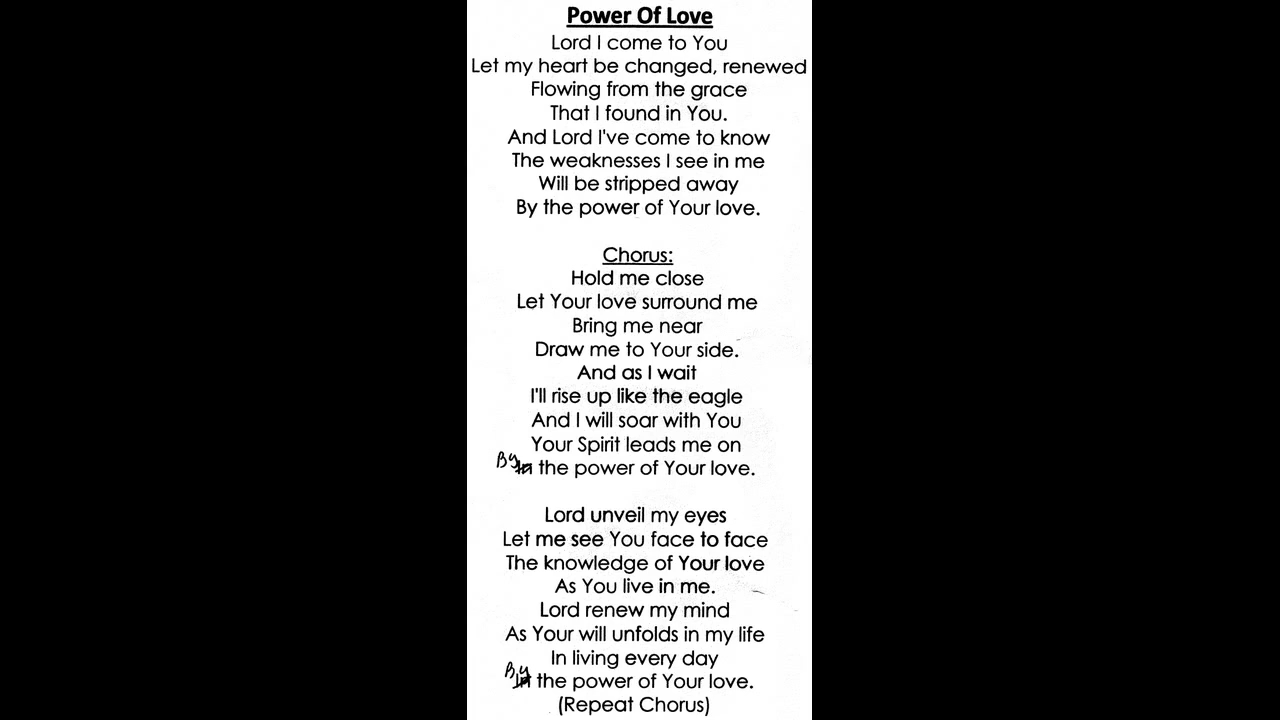 Power Of Love
Lord I come to You
Let my heart be changed, renewed
Flowing from the grace
That I found in You.
And Lord I've come to know
The weaknesses I see in me
Will be stripped away
By the power of Your love.
Chorus:
Hold me close
Let Your love surround me
Bring me near
Draw me to Your side.
And as I wait
I'll rise up like the eagle
And I will soar with You
Your Spirit leads me on
By In the power of Your love.
Lord unveil my eyes
Let me see You face to face
The knowledge of Your love
As You live in me.
Lord renew my mind
As Your will unfolds in my life
In living every day
By In the power of Your love.
(Repeat Chorus)